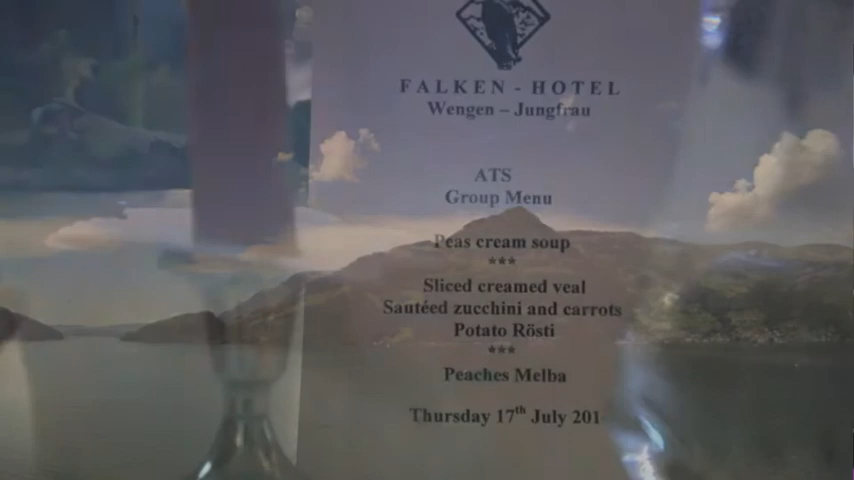 FALKEN - HOTEL
Wengen – Jungfrau
ATS
Group Menu
Peas cream soup
***
Sliced creamed veal
Sautéed zucchini and carrots
Potato Rösti
***
Peaches Melba
Thursday 17th July 201